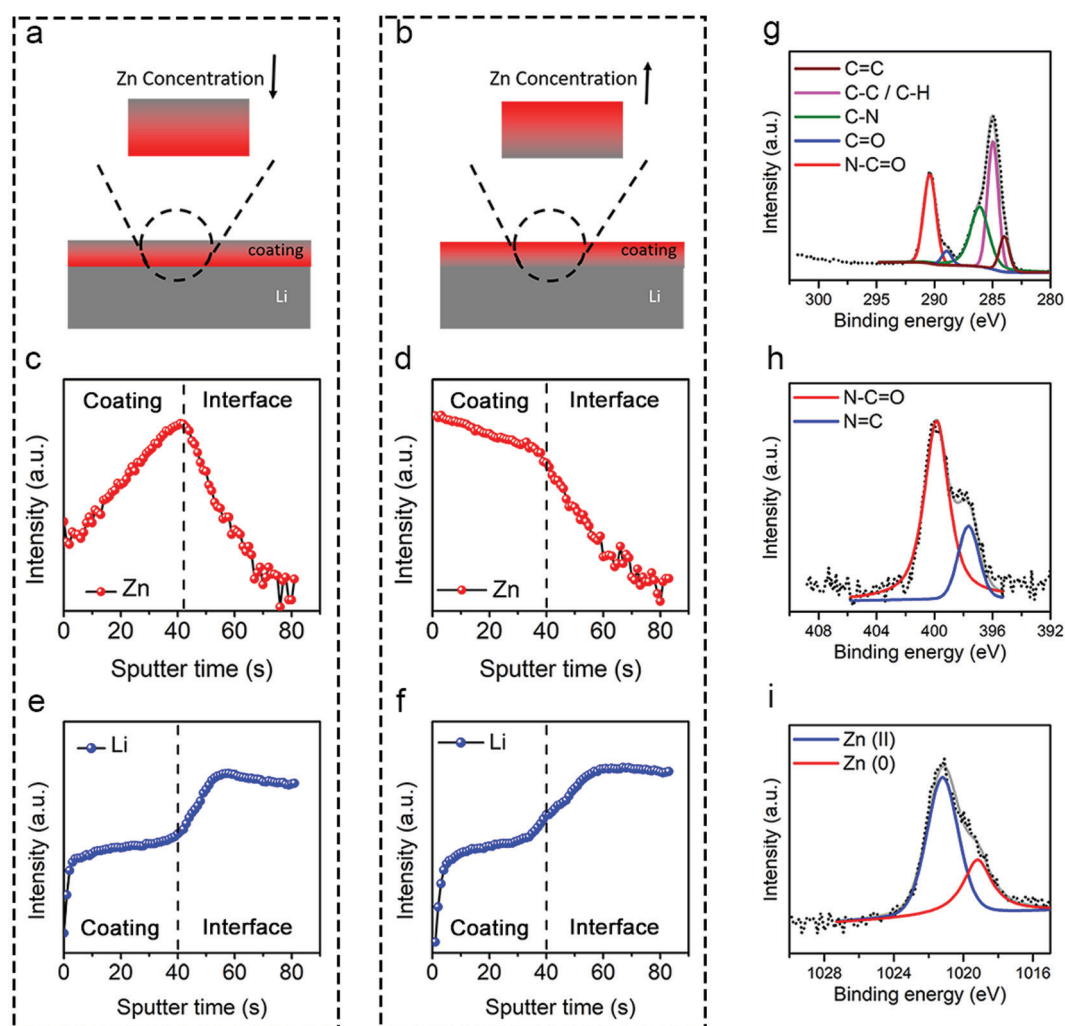 a
Zn Concentration
coating
Li
b
Zn Concentration
coating
Li
c
Coating Interface
Intensity (a.u.)
Zn
0 20 40 60 80
Sputter time (s)
d
Coating Interface
Intensity (a.u.)
Zn
0 20 40 60 80
Sputter time (s)
e
Li
Intensity (a.u.)
Coating Interface
0 20 40 60 80
Sputter time (s)
f
Li
Intensity (a.u.)
Coating Interface
0 20 40 60 80
Sputter time (s)
g
C=C
C-C / C-H
C-N
C=O
N-C=O
Intensity (a.u.)
300 295 290 285 280
Binding energy (eV)
h
N-C=O
N=C
Intensity (a.u.)
408 404 400 396 392
Binding energy (eV)
i
Zn (II)
Zn (0)
Intensity (a.u.)
1028 1024 1020 1016
Binding energy (eV)